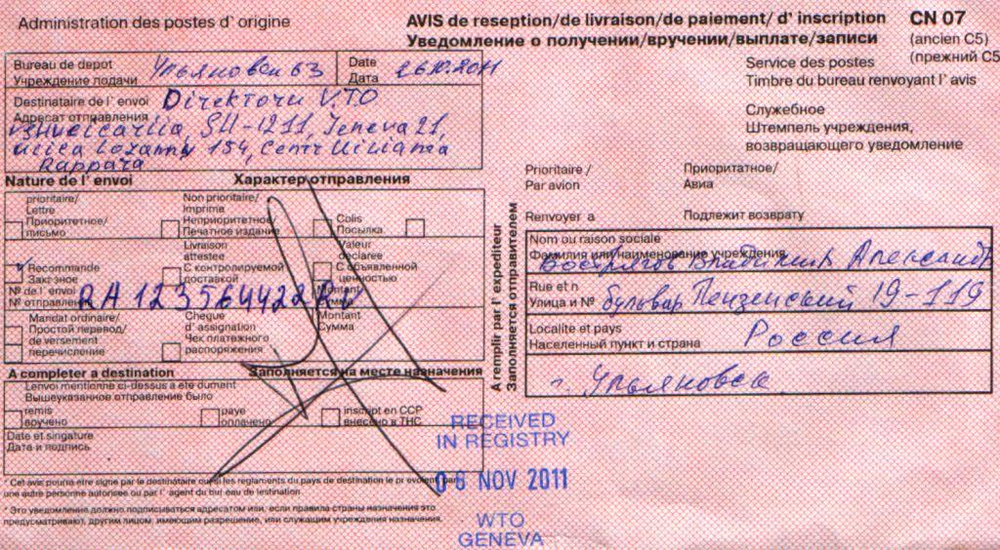 Administration des postes d' origine
AVIS de reseption/de livraison/de paiement/ d' inscription CN 07
Уведомление о получении/вручении/выплате/записи
(ancien C5)
(прежний C5
Bureau de depot
Учреждение подачи
Ульяновск 63
Date
Дата
26.10.2011
Service des postes
Timbre du bureau renvoyant l' avis
Destinataire de l' envoi Direktoru VTO
Адресат отправления
Shveicariia, SH-1211, Jeneva 21,
ulica Lozanny 154, Centr Uiliama
Rappara
Служебное
Штемпель учреждения,
возвращающего уведомление
Nature de l' envoi Характер отправления
Prioritaire / Приоритатное/
Par avion Авиа
Renvoyer a Подлежит возврату
prioritaire/
Lettre
Приоритетное/
письмо
Non prioritaire/
Imprime
Неприоритетное/
Печатное издание
Colis
Посылка
Recommande
Заказное
Livraison
attestee
С контролируемой
доставкой
Valeur
declaree
С объявленной
ценностью
№ de l' envoi
№ отправления
RA 123564422 RU
Montant
Mandat ordinaire/
Простой перевод/
de versement
перечисление
Cheque
d' assignation
Чек платежного
распоряжения
Montant
Сумма
A remplir par l' expediteur
Заполняется отправителем
Nom ou raison sociale
Фамилия или наименование учреждения
Владимир Александр
Rue et n
Улица и № бульвар Пензенский 19-119
Localite et pays
Населенный пункт и страна Россия
г. Ульяновск
A completer a destination Заполняется на месте назначения
Lenvoi mentionne ci-dessus a ete dument
Вышеуказанное отправление было
remis
вручено
paye
оплачено
inscript en CCP
внесено в ТНС
Date et singature
Дата и подпись
RECEIVED
IN REGISTRY
08 NOV 2011
WTO
GENEVA
* Cet avis pourra etre signe par le destinataire ou si les reglaments du pays de destination le prevoient par
une autre personne autorisee ou par l' agent du bureau de lestination
* Это уведомление должно подписываться адресатом или, если правила страны назначения это
предусматривают, другим лицом, имеющим разрешение, или служащим учреждения назначения.